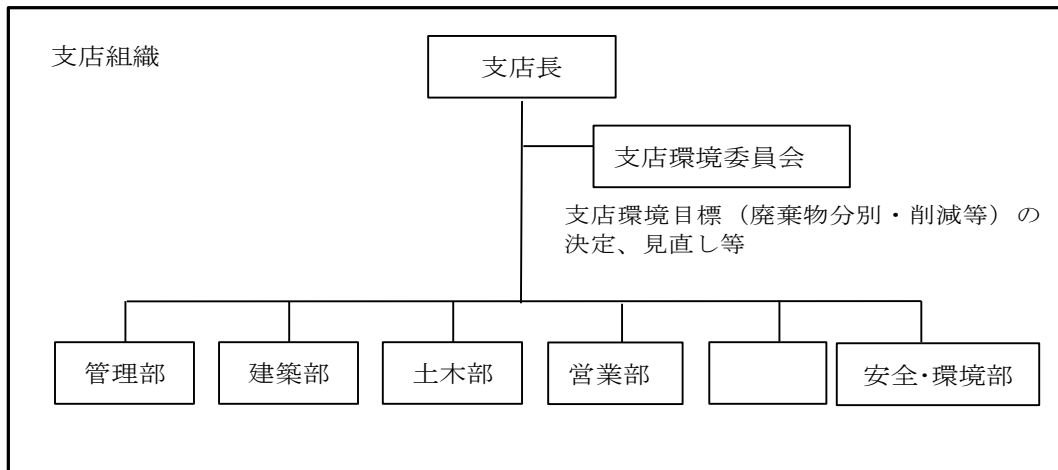 支店組織
支店長
支店環境委員会
支店環境目標（廃棄物分別・削減等）の
決定、見直し等
管理部
建築部
土木部
営業部
安全･環境部